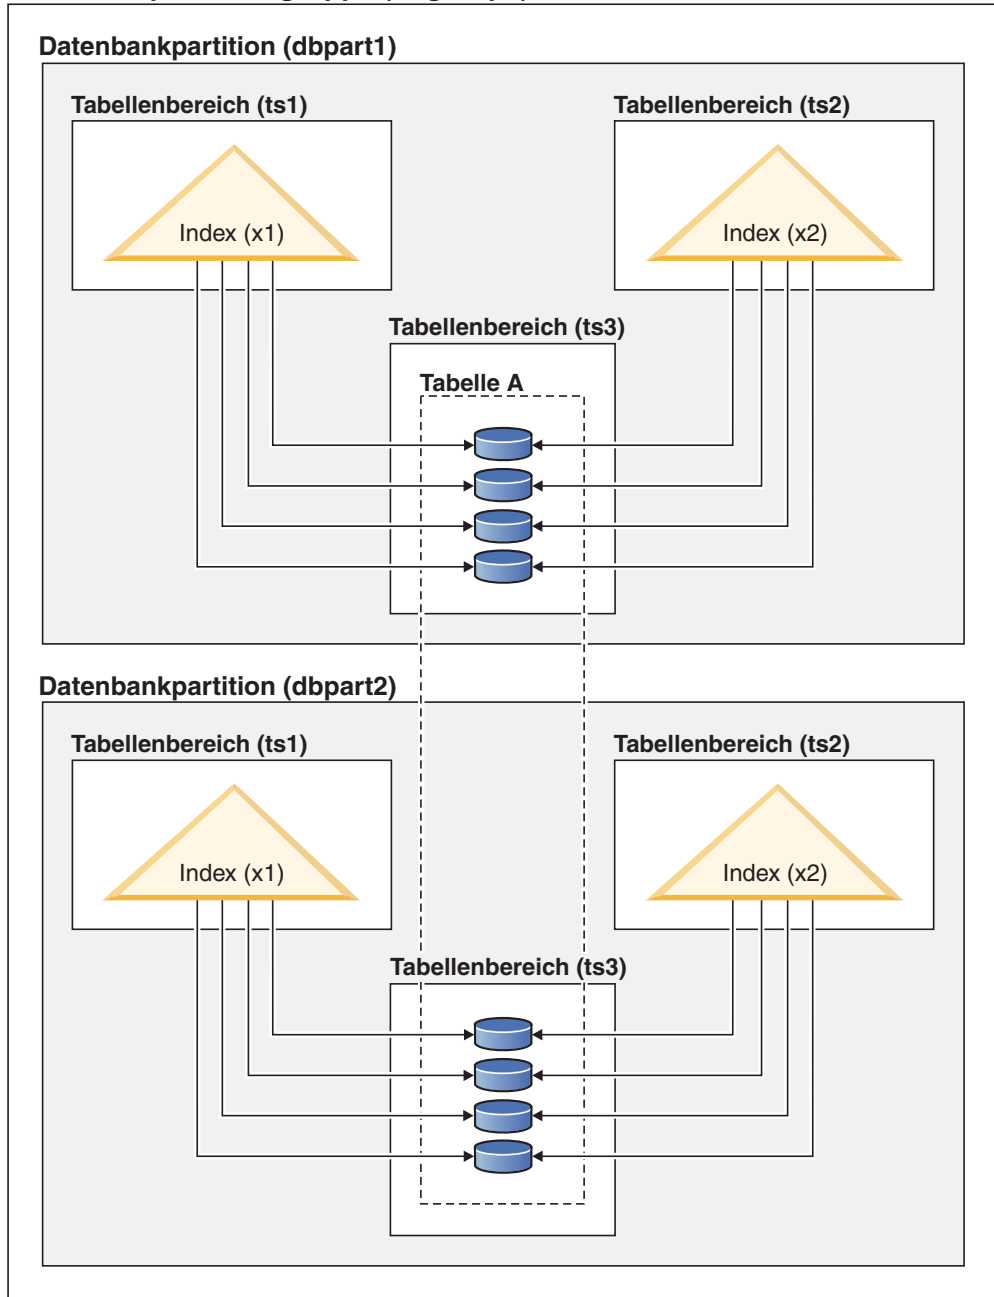 Datenbankpartition (dbpart1)
Tabellenbereich (ts1)
Tabellenbereich (ts2)
Index (x1)
Index (x2)
Tabellenbereich (ts3)
Tabelle A
Datenbankpartition (dbpart2)
Tabellenbereich (ts1)
Tabellenbereich (ts2)
Index (x1)
Index (x2)
Tabellenbereich (ts3)